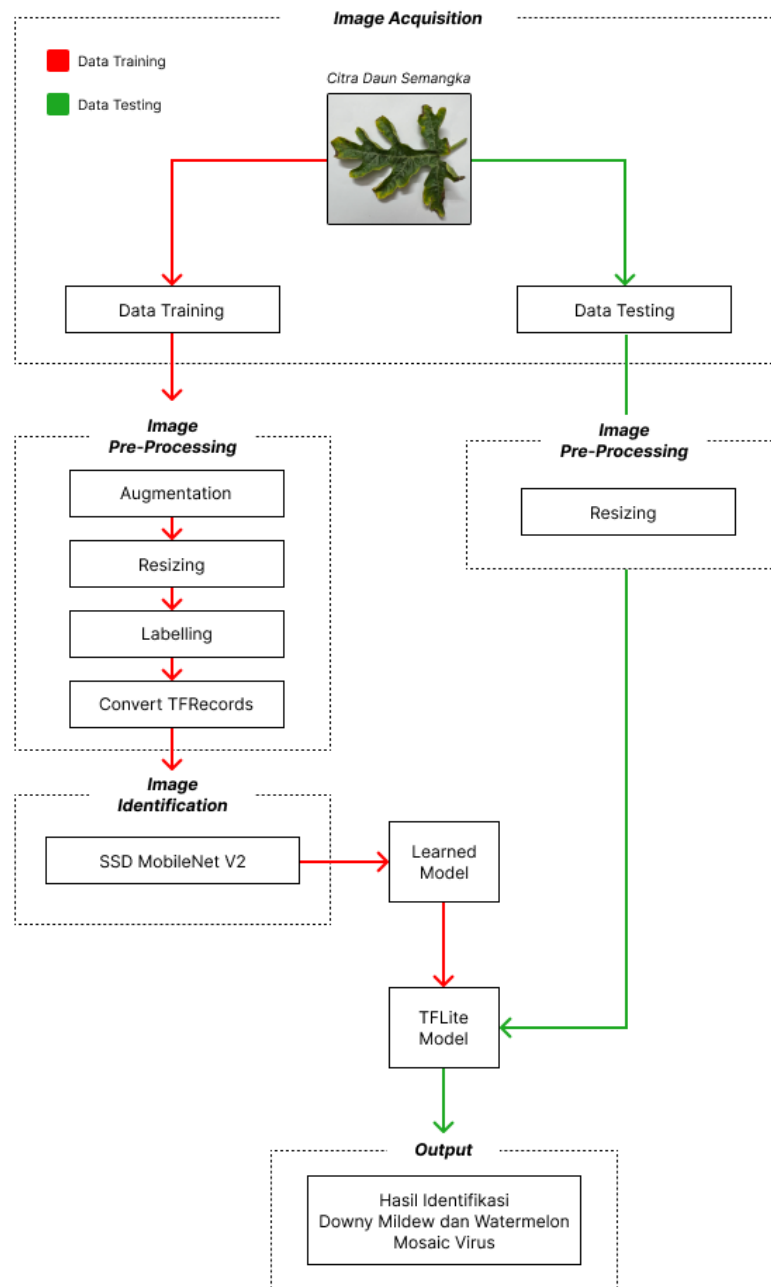 Image Acquisition
Data Training
Data Testing
Citra Daun Semangka
Data Training
Data Testing
Image
Pre-Processing
Augmentation
Resizing
Labelling
Convert TFRecords
Image
Pre-Processing
Resizing
Image
Identification
SSD MobileNet V2
Learned
Model
TFLite
Model
Output
Hasil Identifikasi
Downy Mildew dan Watermelon
Mosaic Virus